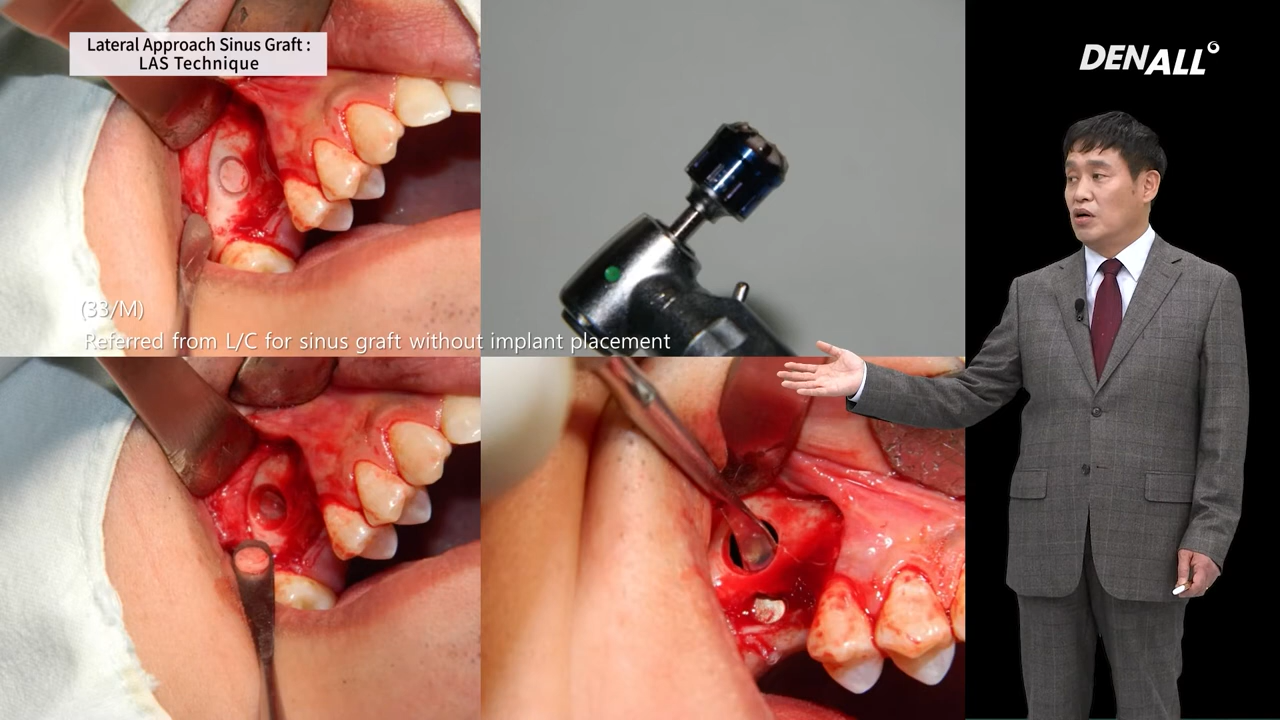 Lateral Approach Sinus Graft :
LAS Technique
DENALL
(33/M)
Referred from L/C for sinus graft without implant placement